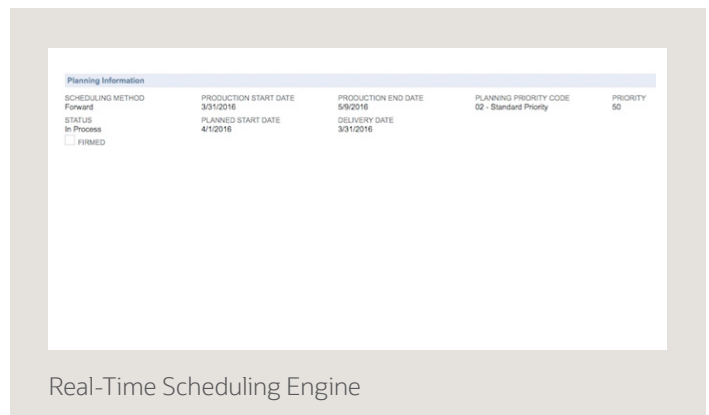 Planning Information
SCHEDULING METHOD PRODUCTION START DATE PRODUCTION END DATE PLANNING PRIORITY CODE PRIORITY
Forward 3/31/2016 5/9/2016 02 - Standard Priority 50
STATUS PLANNED START DATE DELIVERY DATE
In Process 4/1/2016 3/31/2016
FIRMED
Real-Time Scheduling Engine